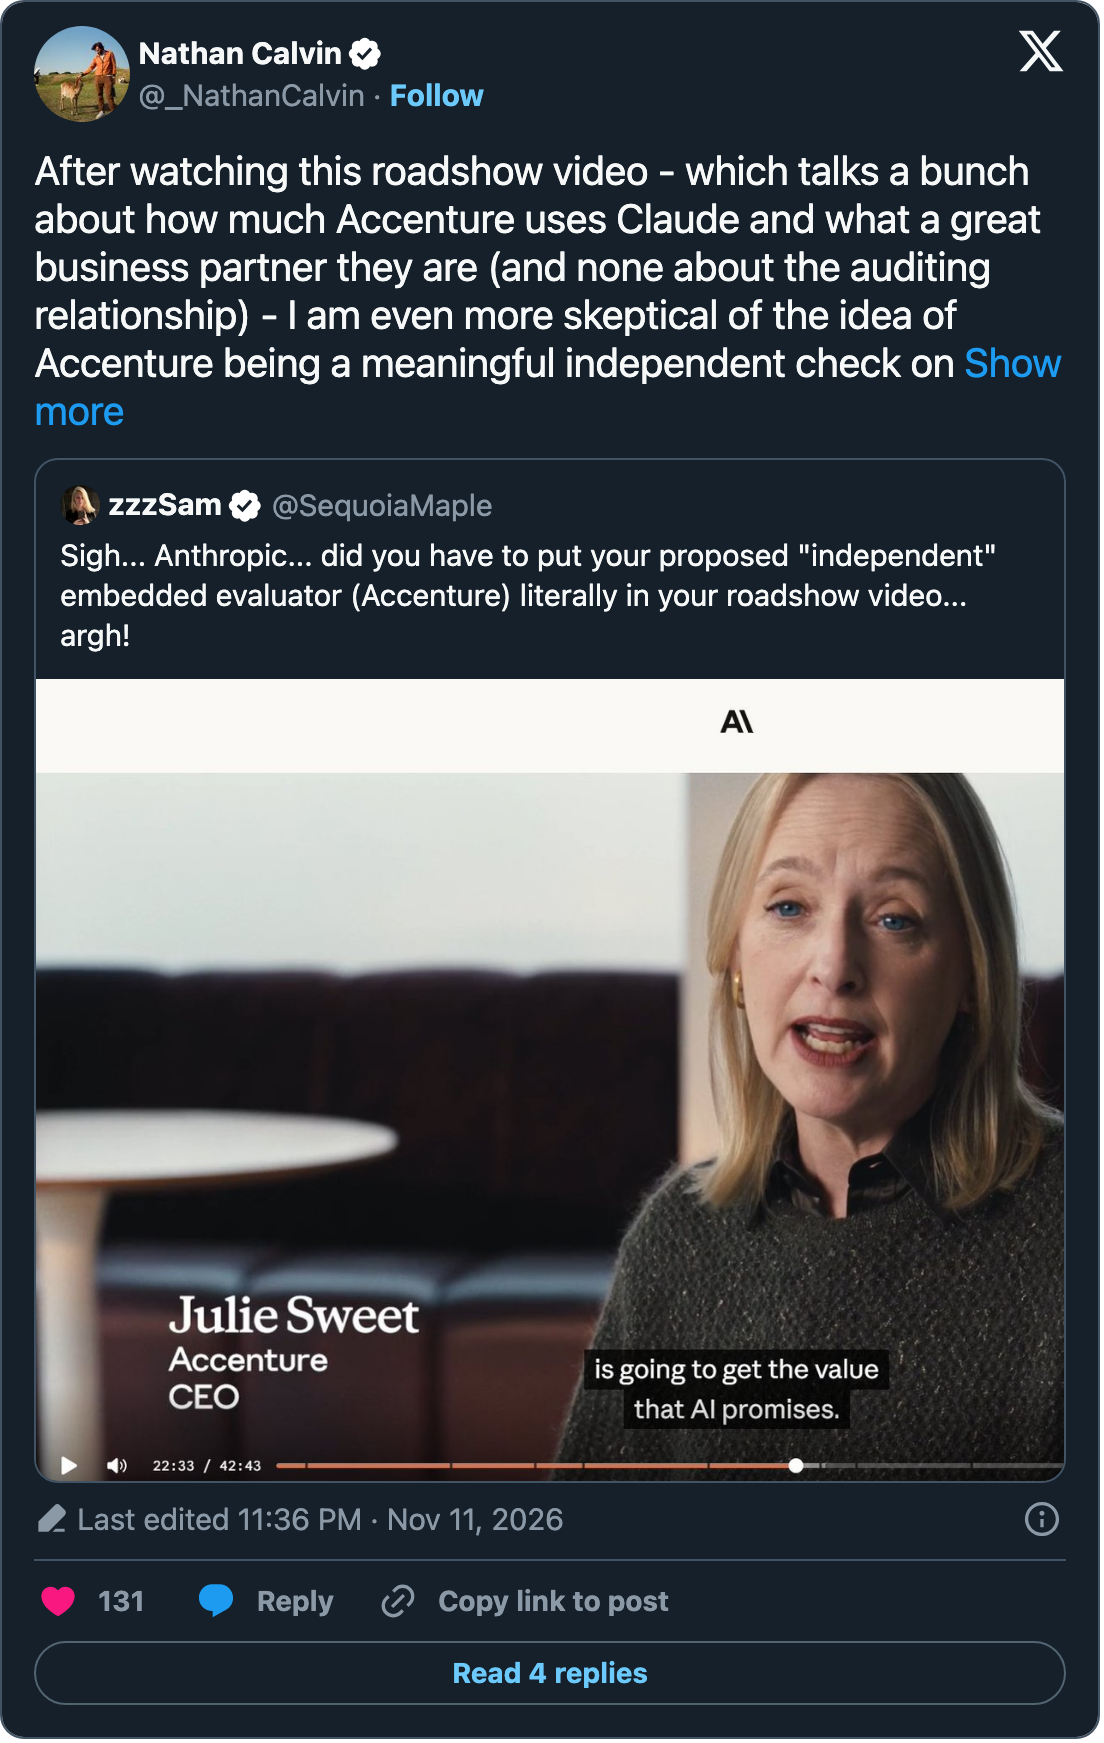 Nathan Calvin
@_NathanCalvin · Follow
After watching this roadshow video - which talks a bunch
about how much Accenture uses Claude and what a great
business partner they are (and none about the auditing
relationship) - I am even more skeptical of the idea of
Accenture being a meaningful independent check on Show
more
zzzSam @SequoiaMaple
Sigh... Anthropic... did you have to put your proposed "independent"
embedded evaluator (Accenture) literally in your roadshow video...
argh!
A\
Julie Sweet
Accenture
CEO
is going to get the value
that AI promises.
22:33 / 42:43
Last edited 11:36 PM · Nov 11, 2026
131 Reply Copy link to post
Read 4 replies